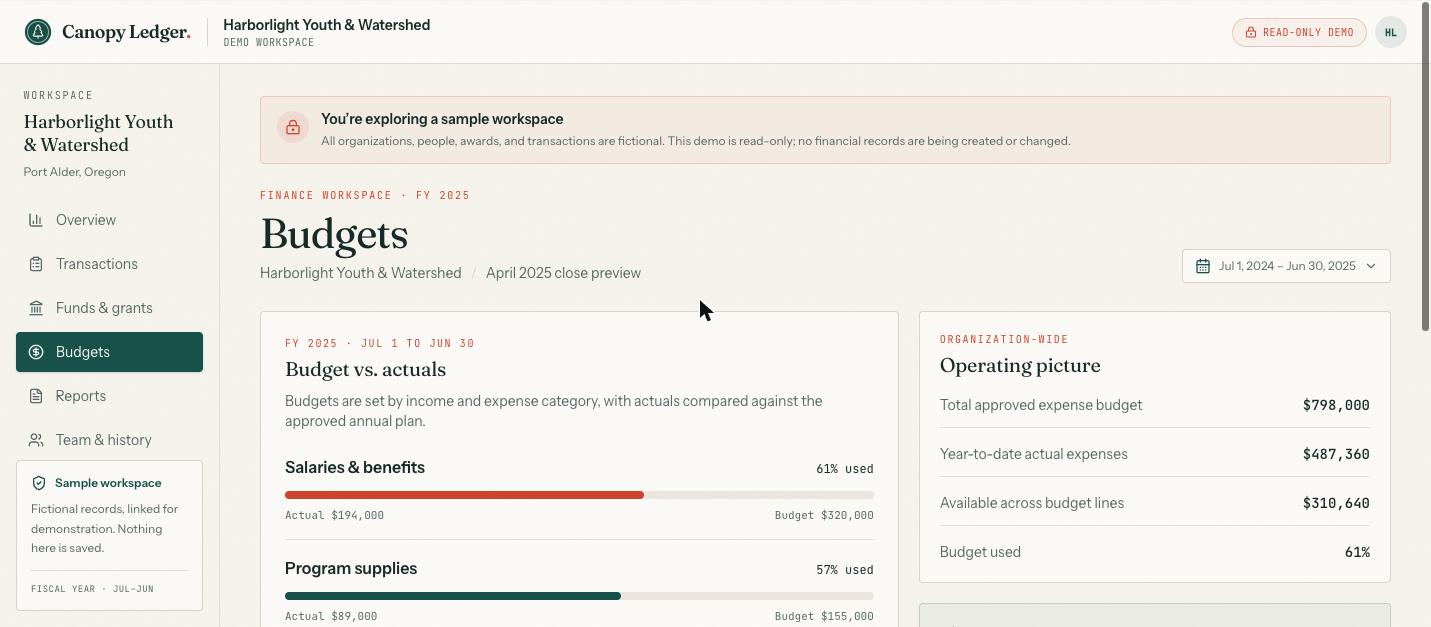 Canopy Ledger.
Harborlight Youth & Watershed
DEMO WORKSPACE
READ-ONLY DEMO
HL
WORKSPACE
Harborlight Youth
& Watershed
Port Alder, Oregon
Overview
Transactions
Funds & grants
Budgets
Reports
Team & history
Sample workspace
Fictional records, linked for
demonstration. Nothing
here is saved.
FISCAL YEAR · JUL–JUN
You’re exploring a sample workspace
All organizations, people, awards, and transactions are fictional. This demo is read-only; no financial records are being created or changed.
FINANCE WORKSPACE · FY 2025
Budgets
Harborlight Youth & Watershed / April 2025 close preview
Jul 1, 2024 – Jun 30, 2025
FY 2025 · JUL 1 TO JUN 30
Budget vs. actuals
Budgets are set by income and expense category, with actuals compared against the
approved annual plan.
Salaries & benefits 61% used
Actual $194,000 Budget $320,000
Program supplies 57% used
Actual $89,000 Budget $155,000
ORGANIZATION-WIDE
Operating picture
Total approved expense budget $798,000
Year-to-date actual expenses $487,360
Available across budget lines $310,640
Budget used 61%